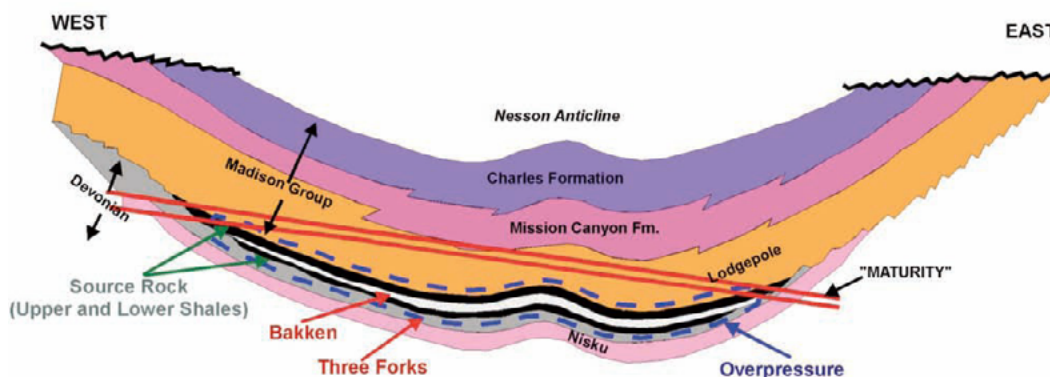 WEST
EAST
Nesson Anticline
Charles Formation
Madison Group
Mission Canyon Fm.
Devonian
Lodgepole
"MATURITY"
Source Rock
(Upper and Lower Shales)
Bakken
Nisku
Three Forks
Overpressure